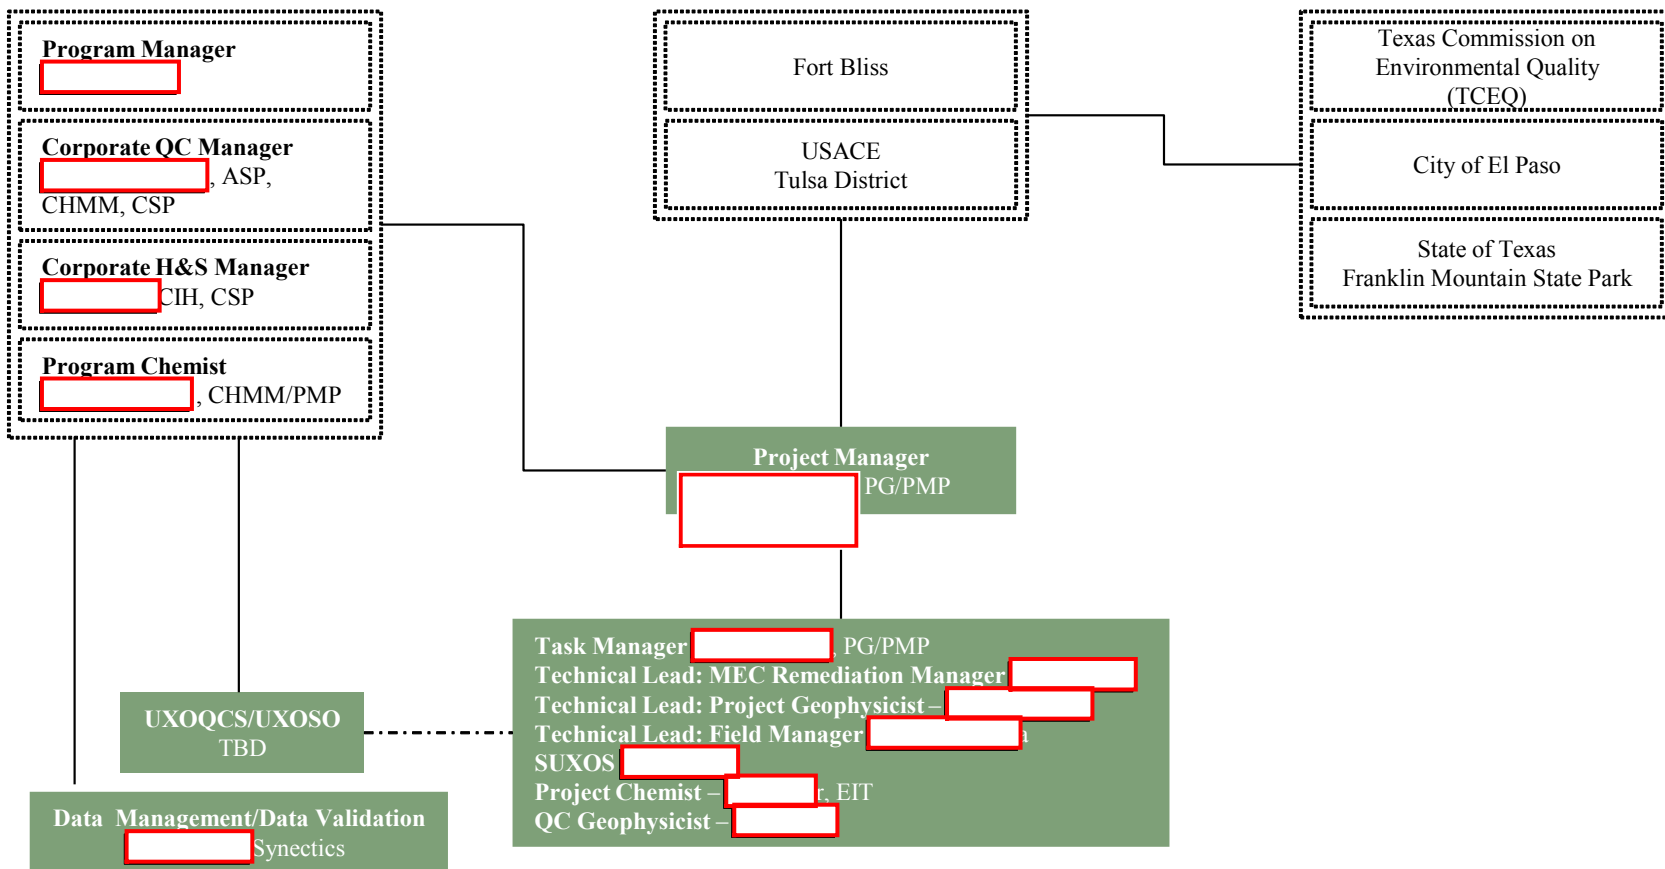 Program Manager
Corporate QC Manager
, ASP,
CHMM, CSP
Corporate H&S Manager
CIH, CSP
Program Chemist
, CHMM/PMP
Fort Bliss
USACE
Tulsa District
Texas Commission on
Environmental Quality
(TCEQ)
City of El Paso
State of Texas
Franklin Mountain State Park
Project Manager
PG/PMP
Task Manager , PG/PMP
Technical Lead: MEC Remediation Manager
Technical Lead: Project Geophysicist –
Technical Lead: Field Manager a
SUXOS
Project Chemist – r, EIT
QC Geophysicist –
UXOQCS/UXOSO
TBD
Data Management/Data Validation
Synectics